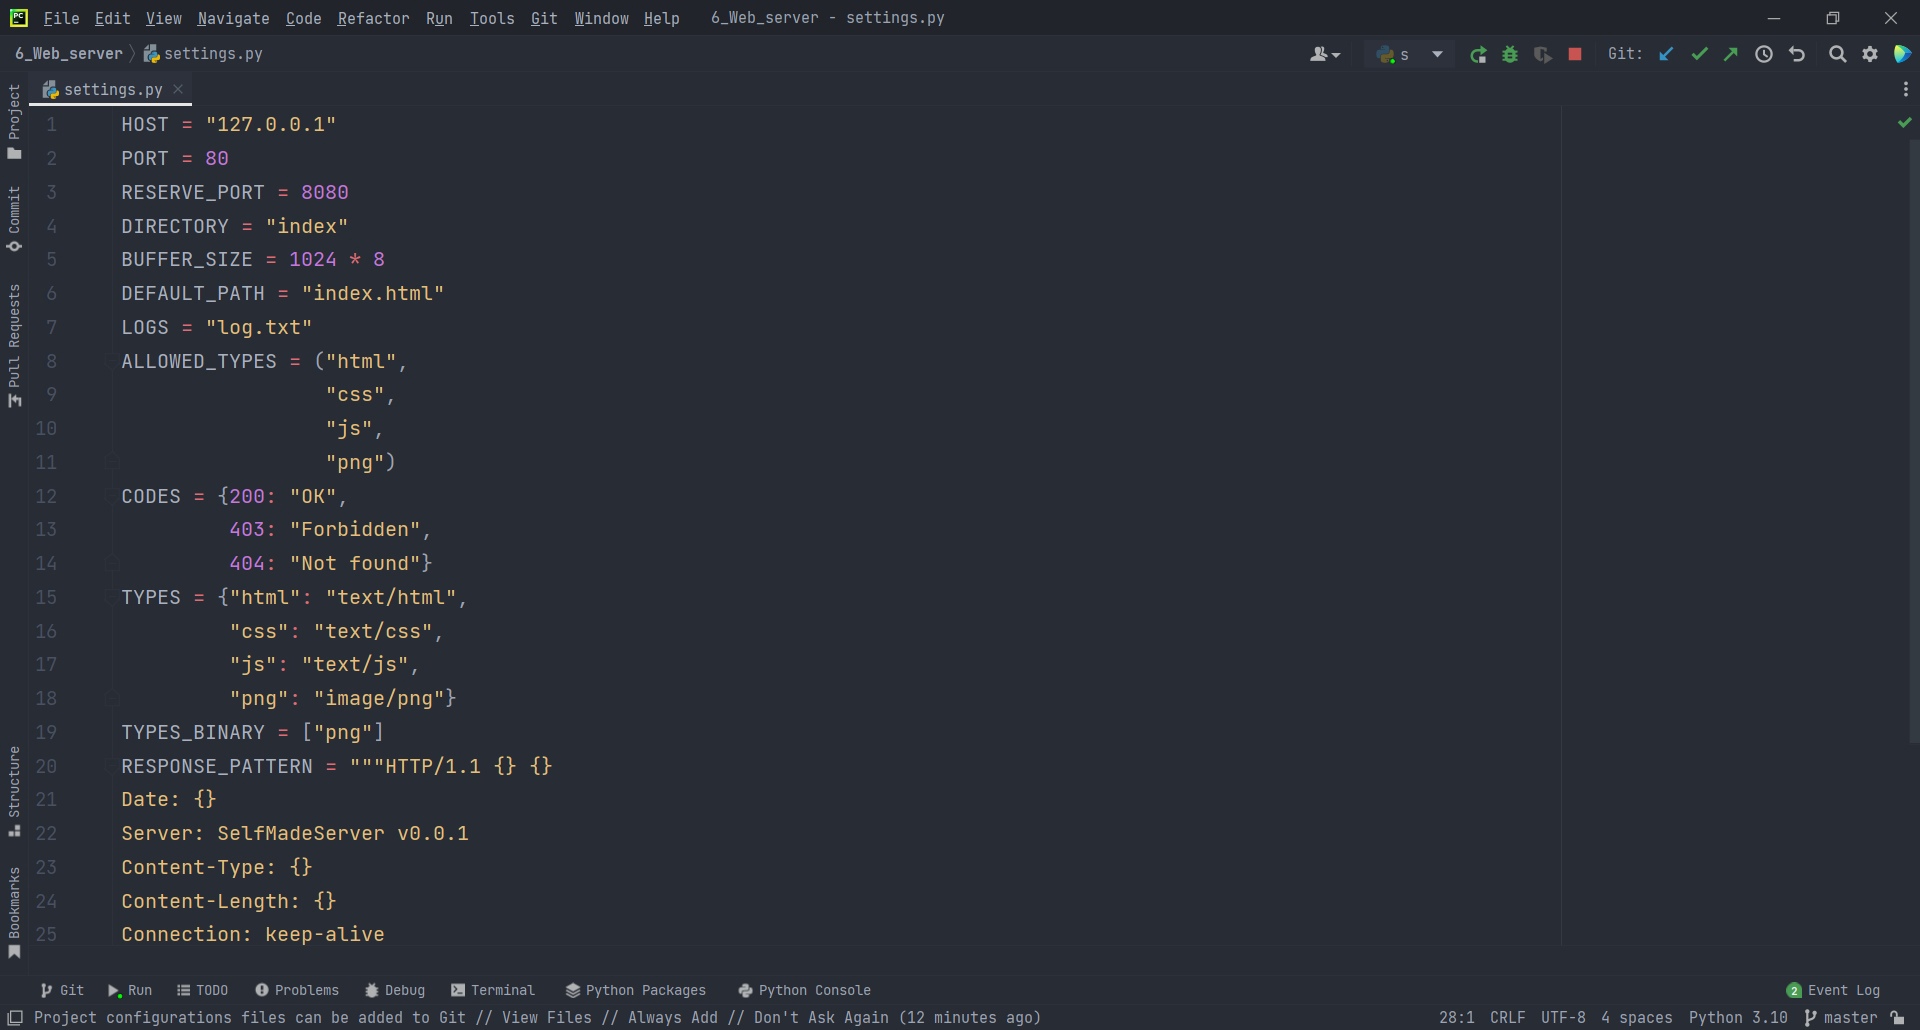 File Edit View Navigate Code Refactor Run Tools Git Window Help 6_Web_server - settings.py
6_Web_server settings.py s Git:
settings.py
Project
Commit
Pull Requests
Structure
Bookmarks
1 HOST = "127.0.0.1"
2 PORT = 80
3 RESERVE_PORT = 8080
4 DIRECTORY = "index"
5 BUFFER_SIZE = 1024 * 8
6 DEFAULT_PATH = "index.html"
7 LOGS = "log.txt"
8 ALLOWED_TYPES = ("html",
9 "css",
10 "js",
11 "png")
12 CODES = {200: "OK",
13 403: "Forbidden",
14 404: "Not found"}
15 TYPES = {"html": "text/html",
16 "css": "text/css",
17 "js": "text/js",
18 "png": "image/png"}
19 TYPES_BINARY = ["png"]
20 RESPONSE_PATTERN = """HTTP/1.1 {} {}
21 Date: {}
22 Server: SelfMadeServer v0.0.1
23 Content-Type: {}
24 Content-Length: {}
25 Connection: keep-alive
Git Run TODO Problems Debug Terminal Python Packages Python Console 2 Event Log
Project configurations files can be added to Git // View Files // Always Add // Don't Ask Again (12 minutes ago) 28:1 CRLF UTF-8 4 spaces Python 3.10 master